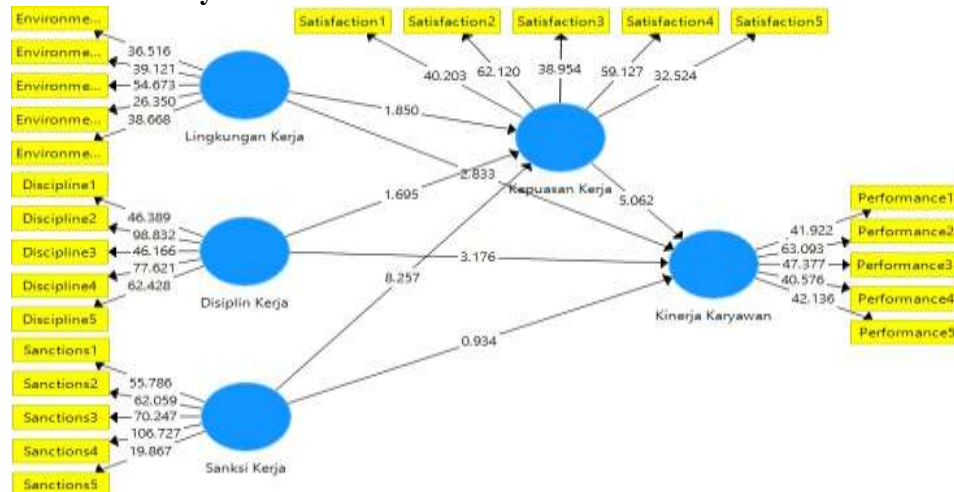 Environme...
Environme...
Environme...
Environme...
Environme...
36.516
39.121
54.673
26.350
38.668
Lingkungan Kerja
Satisfaction1
Satisfaction2
Satisfaction3
Satisfaction4
Satisfaction5
40.203
62.120
38.954
59.127
32.524
Kepuasan Kerja
1.850
2.833
1.695
5.062
3.176
8.257
0.934
Discipline1
Discipline2
Discipline3
Discipline4
Discipline5
46.389
98.832
46.166
77.621
62.428
Disiplin Kerja
Performance1
Performance2
Performance3
Performance4
Performance5
41.922
63.093
47.377
40.576
42.136
Kinerja Karyawan
Sanctions1
Sanctions2
Sanctions3
Sanctions4
Sanctions5
55.786
62.059
70.247
106.727
19.867
Sanksi Kerja